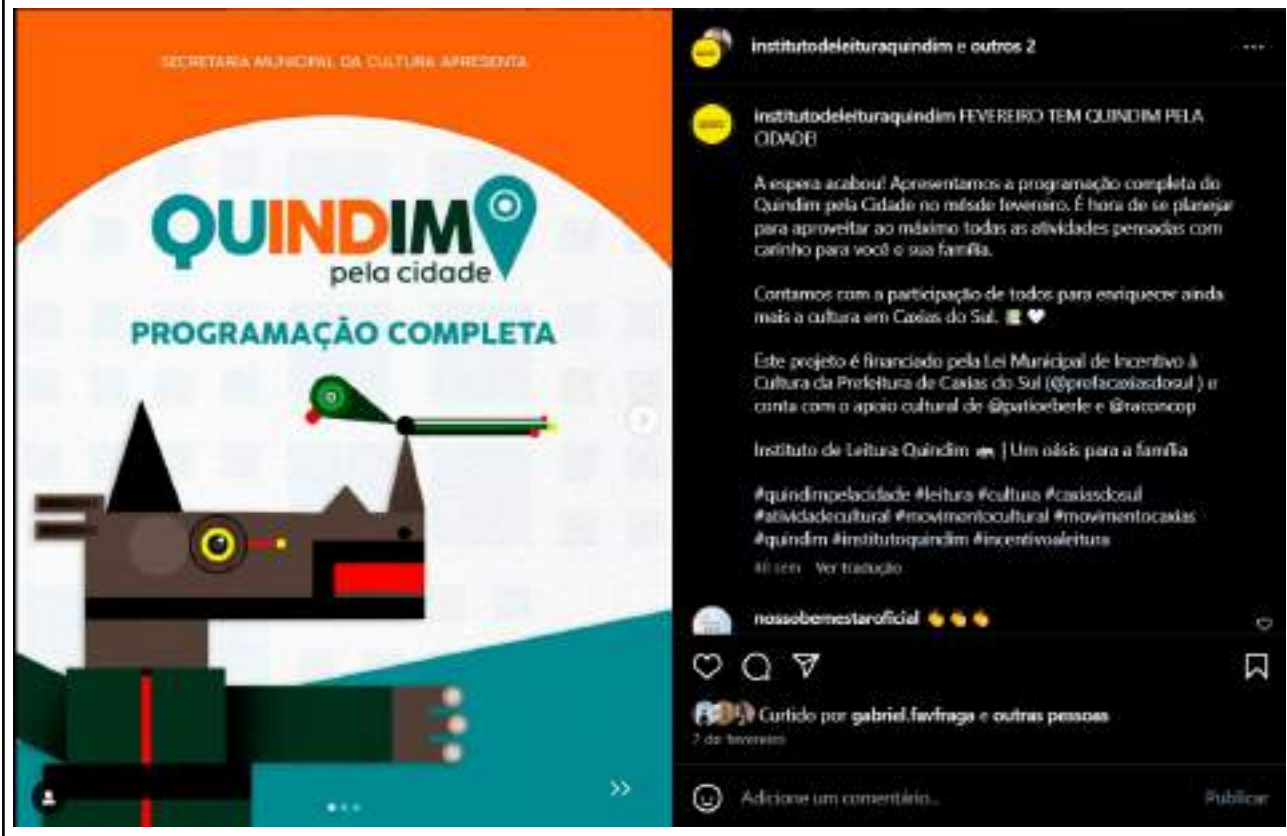 SECRETARIA MUNICIPAL DA CULTURA APRESENTA
QUINDIM
pela cidade
PROGRAMAÇÃO COMPLETA
institutodeleituraquindim e outros 2
institutodeleituraquindim FEVEREIRO TEM QUINDIM PELA
CIDADE!
A espera acabou! Apresentamos a programação completa do
Quindim pela Cidade no mêsde fevereiro. É hora de se planejar
para aproveitar ao máximo todas as atividades pensadas com
carinho para você e sua família.
Contamos com a participação de todos para enriquecer ainda
mais a cultura em Caxias do Sul.
Este projeto é financiado pela Lei Municipal de Incentivo à
Cultura da Prefeitura de Caxias do Sul (@prefacaxiasdosul ) e
conta com o apoio cultural de @patioeberle e @raconcop
Instituto de Leitura Quindim | Um oásis para a família
#quindimpelacidade #leitura #cultura #caxiasdosul
#atividadecultural #movimentocultural #movimentocaxias
#quindim #institutoquindim #incentivoaleitura
sem Ver tradução
nossobemestaroficial
Curtido por gabriel.favfraga e outras pessoas
7 de fevereiro
Adicione um comentário...
Publicar